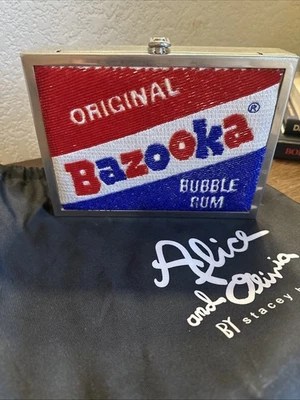 ORIGINAL
Bazooka®
BUBBLE
GUM
Alice
and Olivia
BY stacey